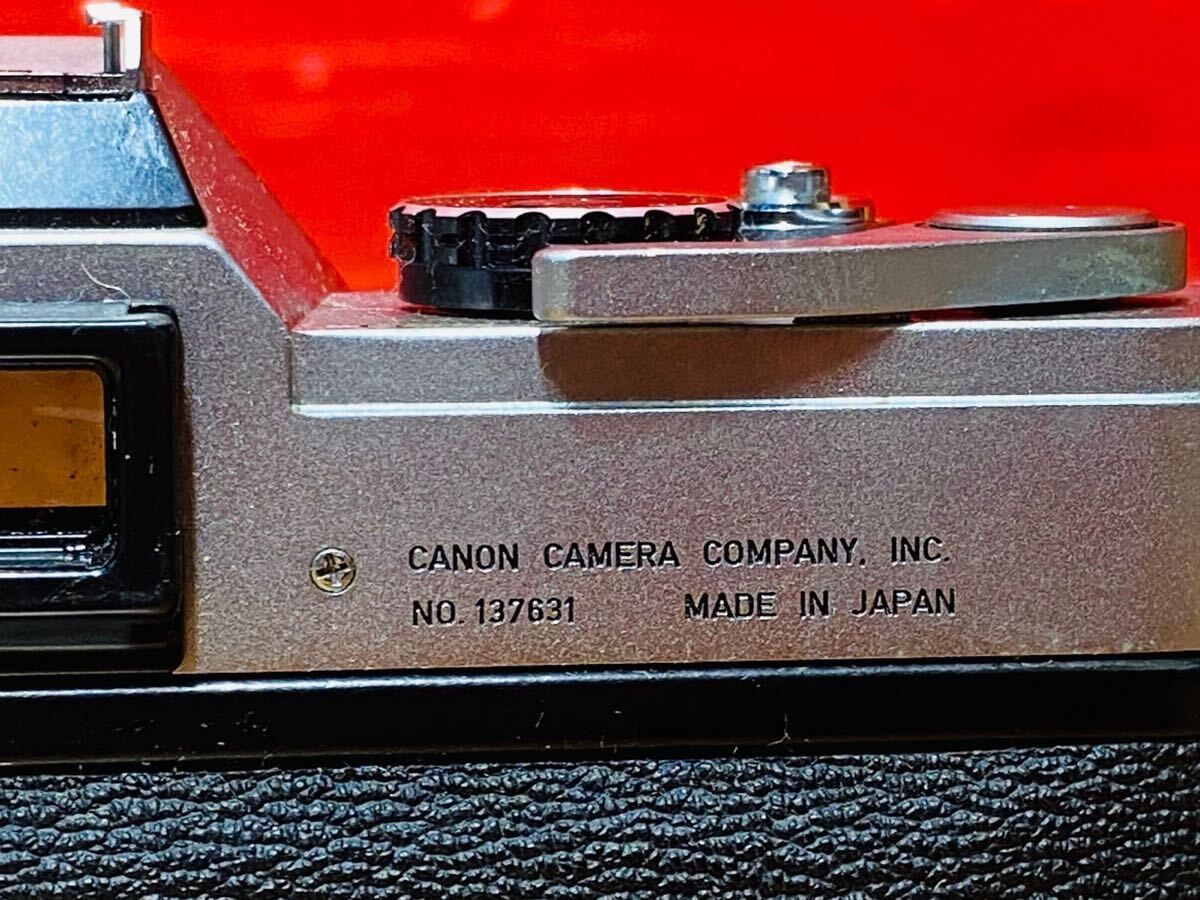 CANON CAMERA COMPANY, INC.
NO. 137631 MADE IN JAPAN